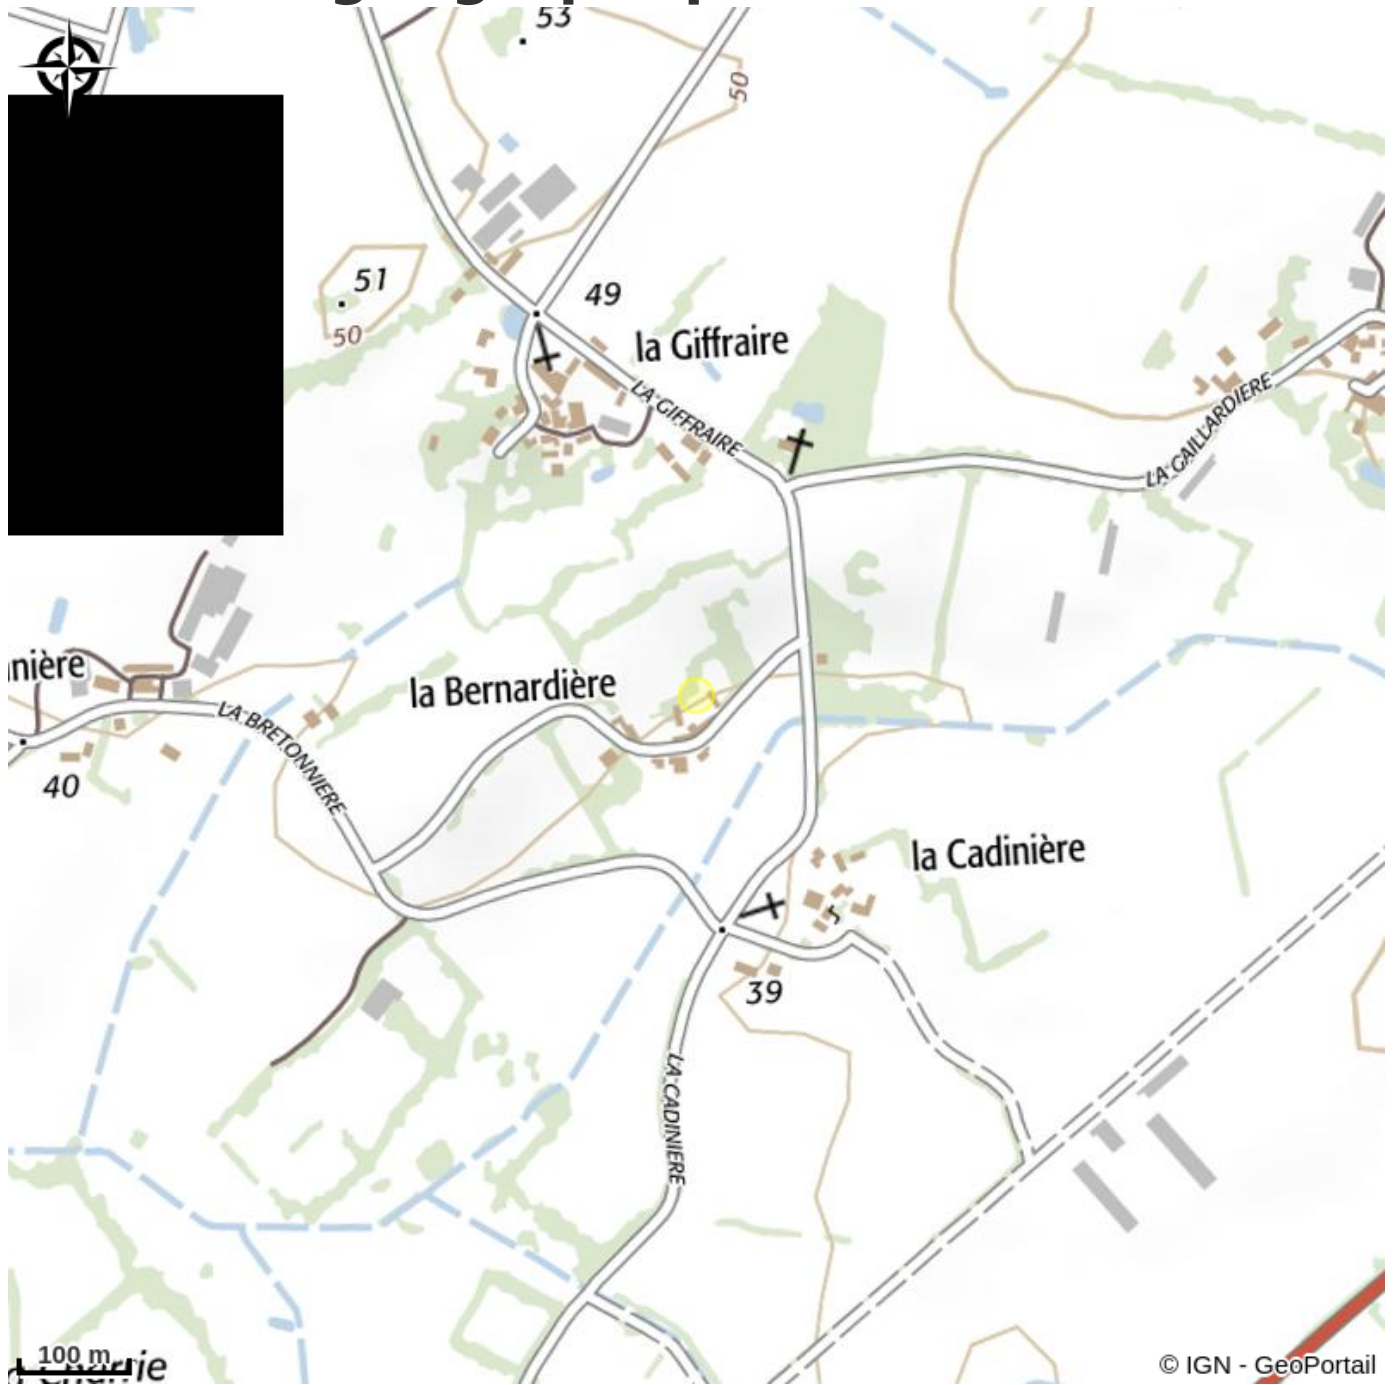 53
50
51
50
49
la Giffraire
LA GIFFRAIRE
LA GAILLARDIERE
nière
la Bernardière
LA BRETONNIERE
40
la Cadinière
39
LA CADINIERE
100 m
© IGN - GeoPortail